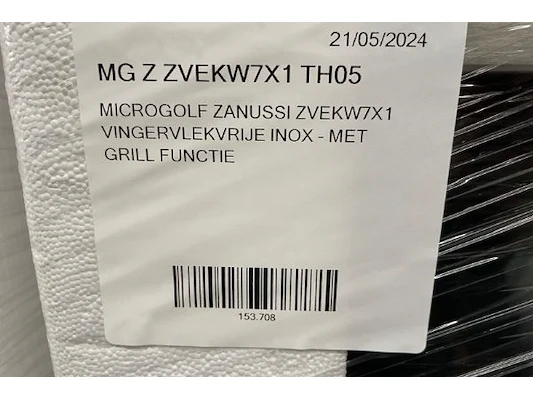 21/05/2024
MG Z ZVEKW7X1 TH05
MICROGOLF ZANUSSI ZVEKW7X1
VINGERVLEKVRIJE INOX - MET
GRILL FUNCTIE
153.708